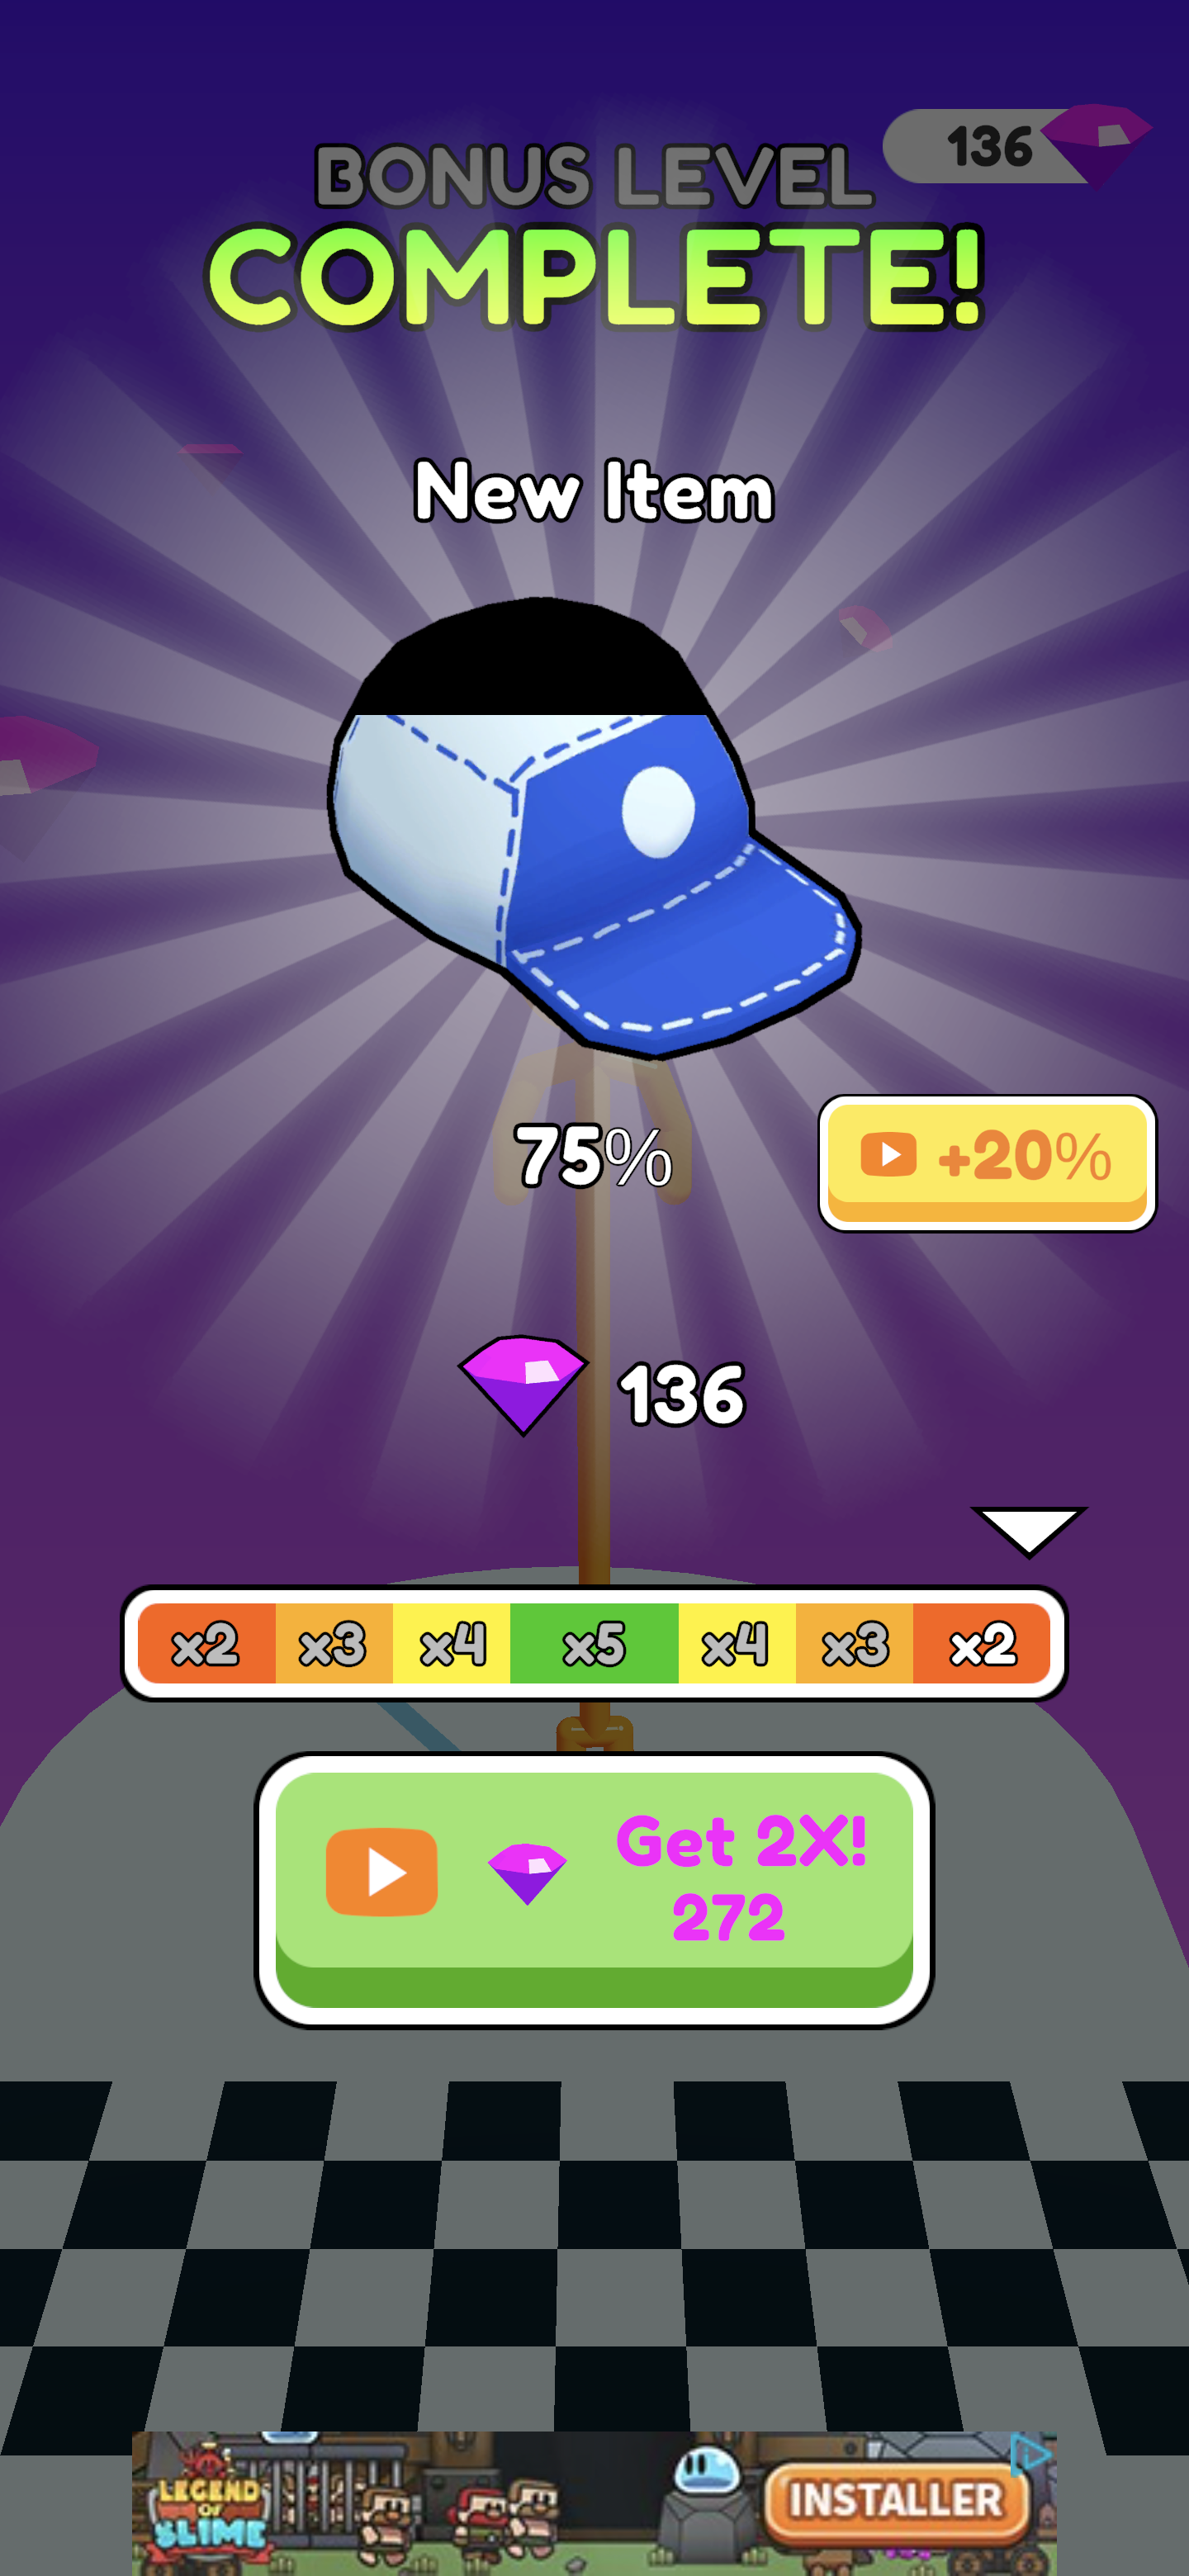 136
BONUS LEVEL
COMPLETE!
New Item
75%
+20%
136
x2 x3 x4 x5 x4 x3 x2
Get 2X!
272
LEGEND
OF
SLIME
INSTALLER